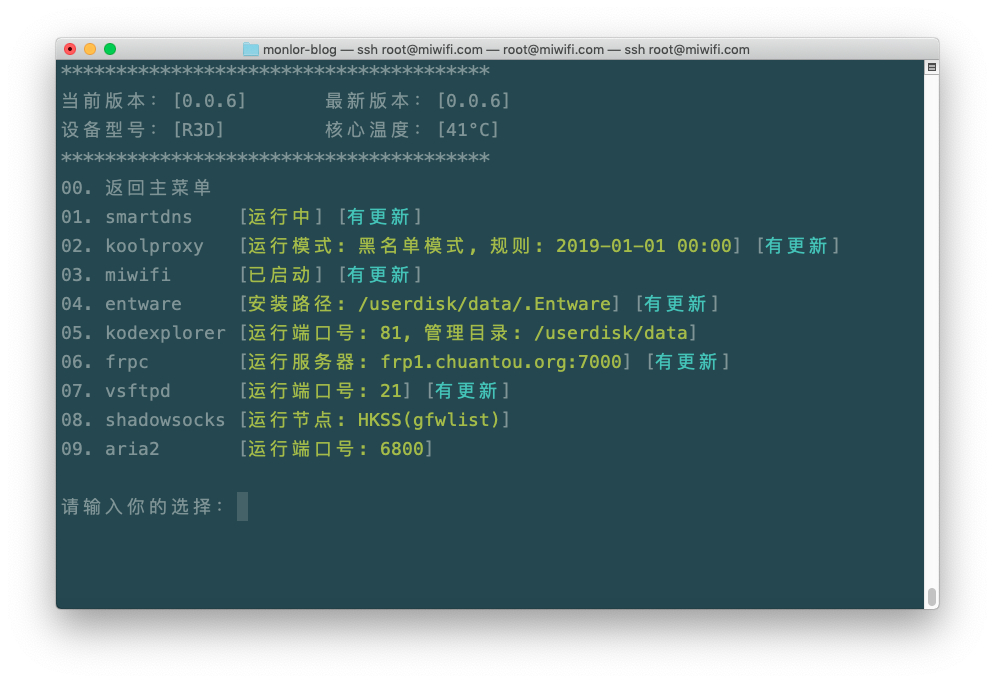 monlor-blog — ssh root@miwifi.com — root@miwifi.com — ssh root@miwifi.com
***************************************
当前版本: [0.0.6] 最新版本: [0.0.6]
设备型号: [R3D] 核心温度: [41°C]
***************************************
00. 返回主菜单
01. smartdns [运行中] [有更新]
02. koolproxy [运行模式: 黑名单模式, 规则: 2019-01-01 00:00] [有更新]
03. miwifi [已启动] [有更新]
04. entware [安装路径: /userdisk/data/.Entware] [有更新]
05. kodexplorer [运行端口号: 81, 管理目录: /userdisk/data]
06. frpc [运行服务器: frp1.chuantou.org:7000] [有更新]
07. vsftpd [运行端口号: 21] [有更新]
08. shadowsocks [运行节点: HKSS(gfwlist)]
09. aria2 [运行端口号: 6800]
请输入你的选择: